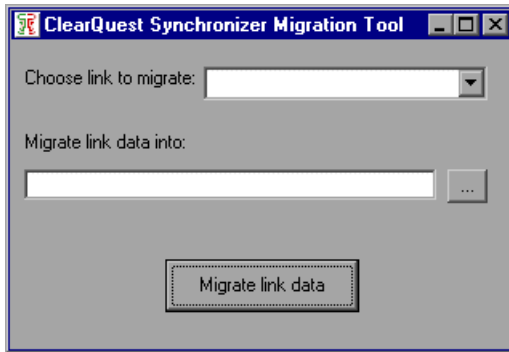 ClearQuest Synchronizer Migration Tool
Choose link to migrate:
Migrate link data into:
...
Migrate link data